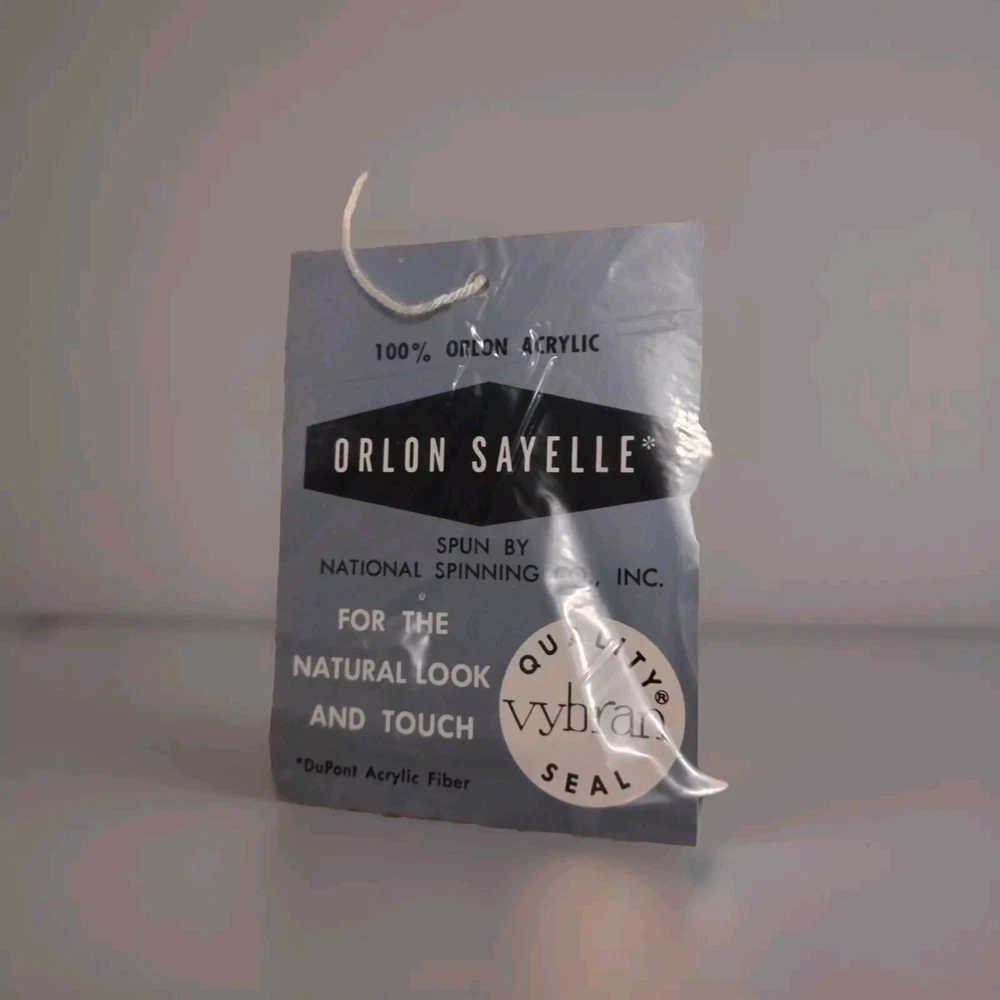 100% ORLON ACRYLIC
ORLON SAYELLE*
SPUN BY
NATIONAL SPINNING CO., INC.
FOR THE
NATURAL LOOK
AND TOUCH
*DuPont Acrylic Fiber
QUALITY
vybran®
SEAL